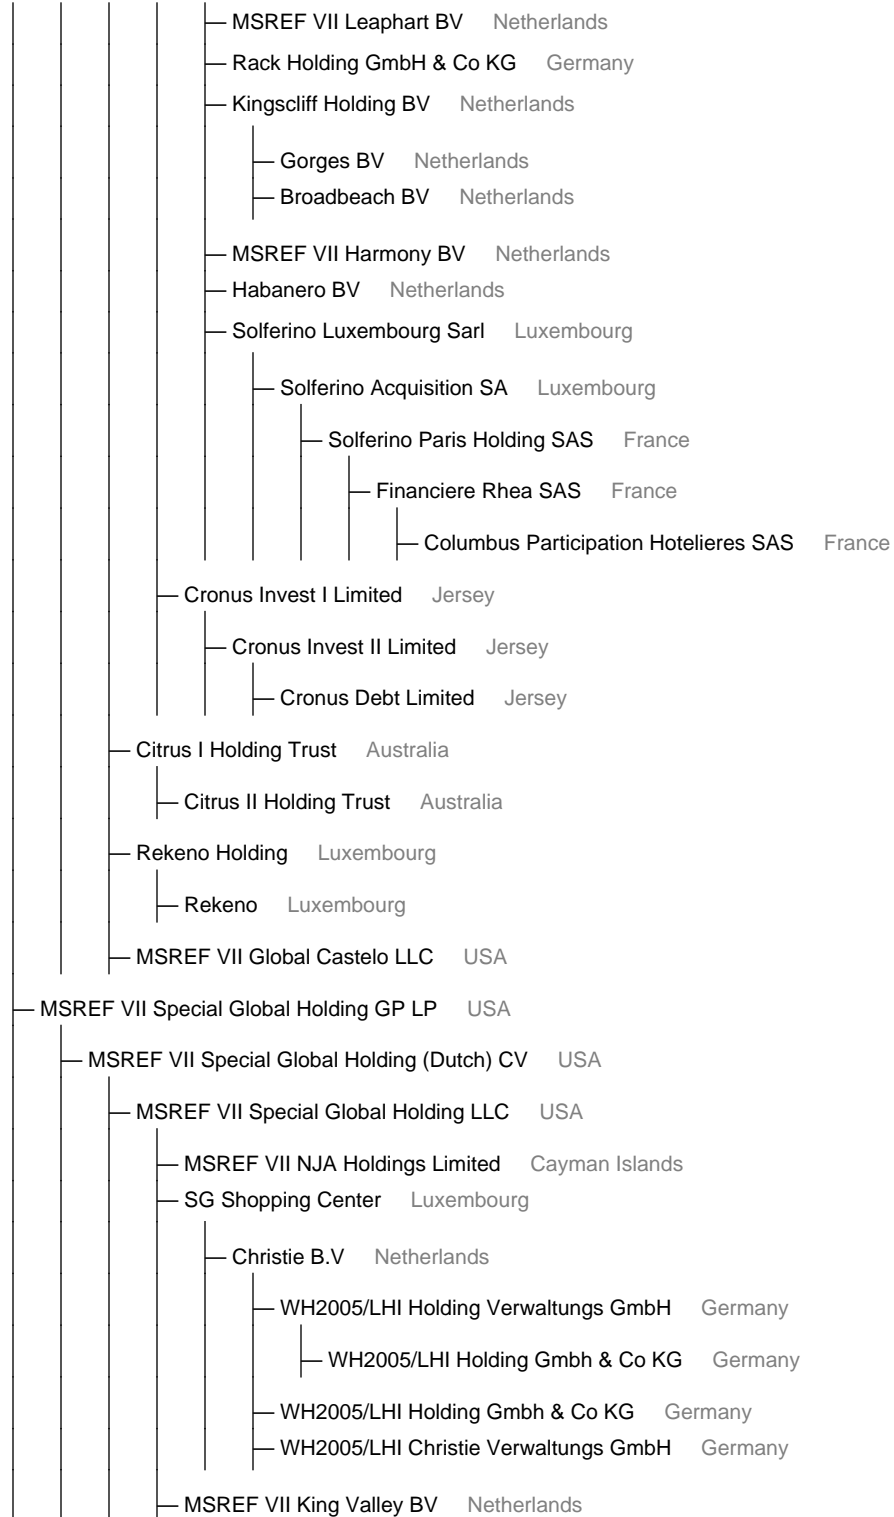 MSREF VII Leaphart BV Netherlands
Rack Holding GmbH & Co KG Germany
Kingscliff Holding BV Netherlands
Gorges BV Netherlands
Broadbeach BV Netherlands
MSREF VII Harmony BV Netherlands
Habanero BV Netherlands
Solferino Luxembourg Sarl Luxembourg
Solferino Acquisition SA Luxembourg
Solferino Paris Holding SAS France
Financiere Rhea SAS France
Columbus Participation Hotelieres SAS France
Cronus Invest I Limited Jersey
Cronus Invest II Limited Jersey
Cronus Debt Limited Jersey
Citrus I Holding Trust Australia
Citrus II Holding Trust Australia
Rekeno Holding Luxembourg
Rekeno Luxembourg
MSREF VII Global Castelo LLC USA
MSREF VII Special Global Holding GP LP USA
MSREF VII Special Global Holding (Dutch) CV USA
MSREF VII Special Global Holding LLC USA
MSREF VII NJA Holdings Limited Cayman Islands
SG Shopping Center Luxembourg
Christie B.V Netherlands
WH2005/LHI Holding Verwaltungs GmbH Germany
WH2005/LHI Holding Gmbh & Co KG Germany
WH2005/LHI Holding Gmbh & Co KG Germany
WH2005/LHI Christie Verwaltungs GmbH Germany
MSREF VII King Valley BV Netherlands